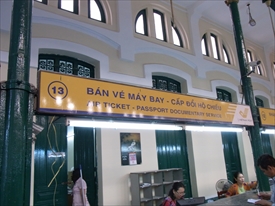 13
BÁN VÉ MÁY BAY - CẤP ĐỔI HỘ CHIẾU
AIR TICKET - PASSPORT DOCUMENTS